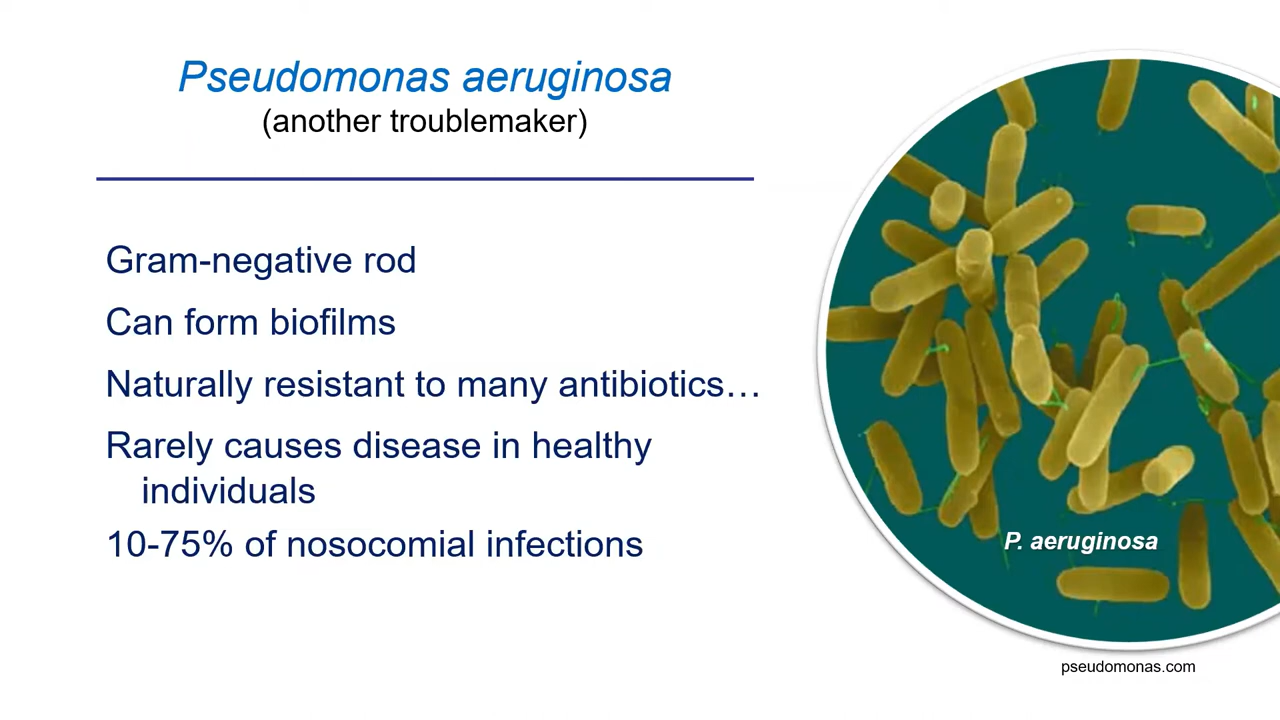 Pseudomonas aeruginosa
(another troublemaker)
Gram-negative rod
Can form biofilms
Naturally resistant to many antibiotics…
Rarely causes disease in healthy
individuals
10-75% of nosocomial infections
P. aeruginosa
pseudomonas.com